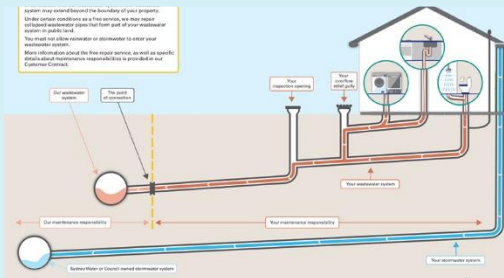 system may extend beyond the boundary of your property.
Under certain conditions as a free service, we may repair
collapsed wastewater pipes that form part of your wastewater
system in public land.
You must not allow rainwater or stormwater to enter your
wastewater system.
More information about the free repair service, as well as specific
details about maintenance responsibilities is provided in our
Customer Contract.
Our wastewater
system
The point
of connection
Your
inspection opening
Your
overflow
relief gully
Your wastewater system
Our maintenance responsibility
Your maintenance responsibility
Sydney Water or Council owned stormwater system
Your stormwater system